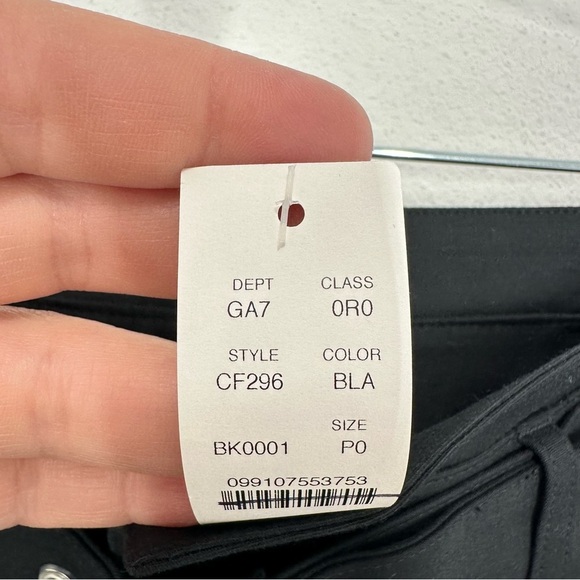 DEPT CLASS
GA7 0R0
STYLE COLOR
CF296 BLA
SIZE
BK0001 P0
099107553753